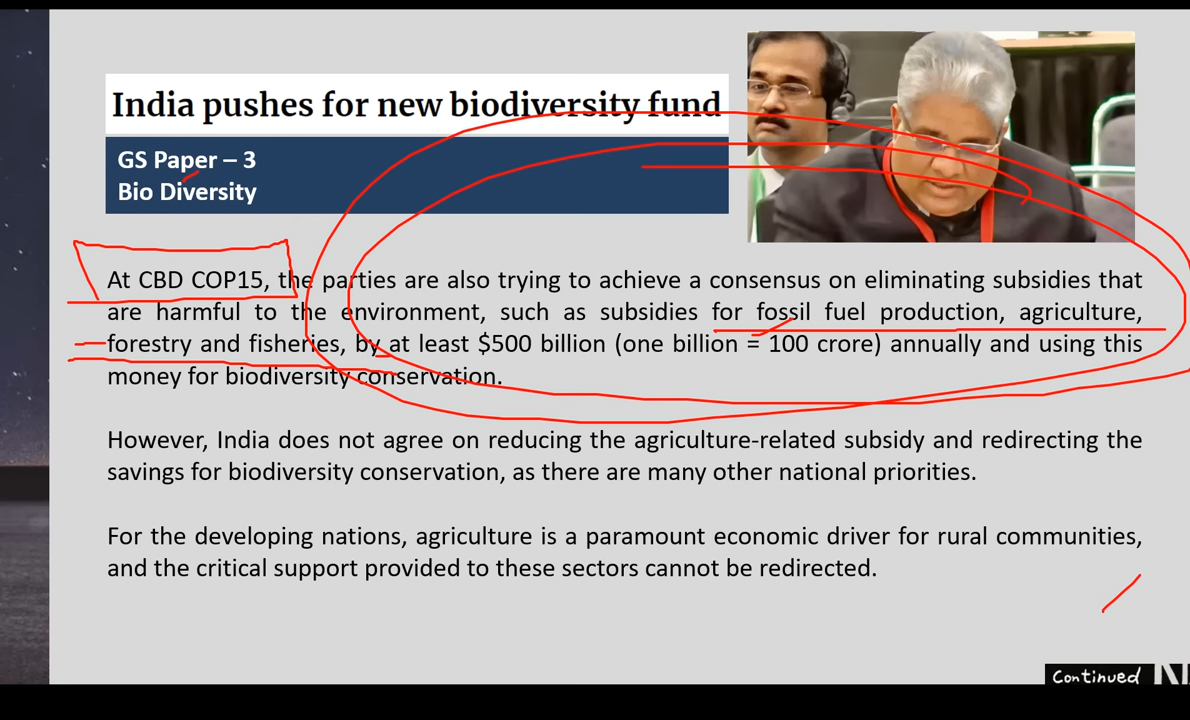 India pushes for new biodiversity fund
GS Paper – 3
Bio Diversity
At CBD COP15, the parties are also trying to achieve a consensus on eliminating subsidies that
are harmful to the environment, such as subsidies for fossil fuel production, agriculture,
forestry and fisheries, by at least $500 billion (one billion = 100 crore) annually and using this
money for biodiversity conservation.
However, India does not agree on reducing the agriculture-related subsidy and redirecting the
savings for biodiversity conservation, as there are many other national priorities.
For the developing nations, agriculture is a paramount economic driver for rural communities,
and the critical support provided to these sectors cannot be redirected.
Continued